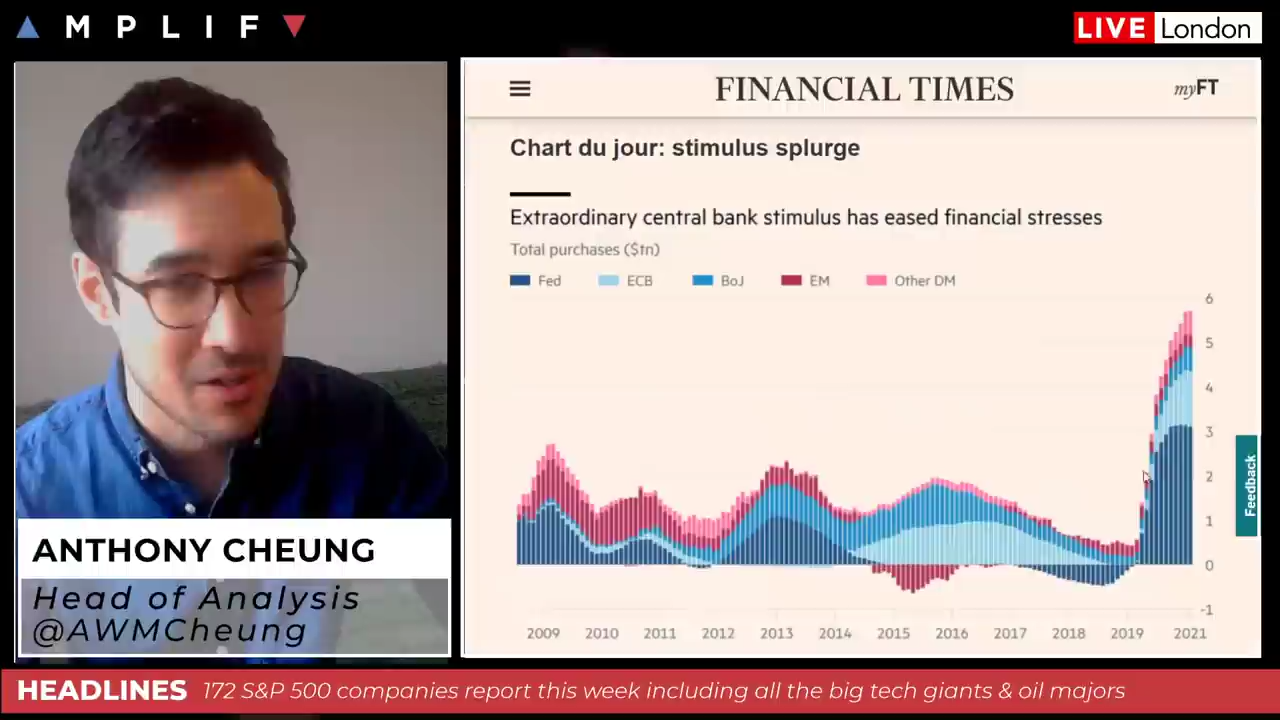 AMPLIFY
LIVE London
FINANCIAL TIMES
myFT
Chart du jour: stimulus splurge
Extraordinary central bank stimulus has eased financial stresses
Total purchases ($tn)
Fed ECB BoJ EM Other DM
6
5
4
3
2
1
0
-1
2009 2010 2011 2012 2013 2014 2015 2016 2017 2018 2019 2021
Feedback
ANTHONY CHEUNG
Head of Analysis
@AWMCheung
HEADLINES 172 S&P 500 companies report this week including all the big tech giants & oil majors